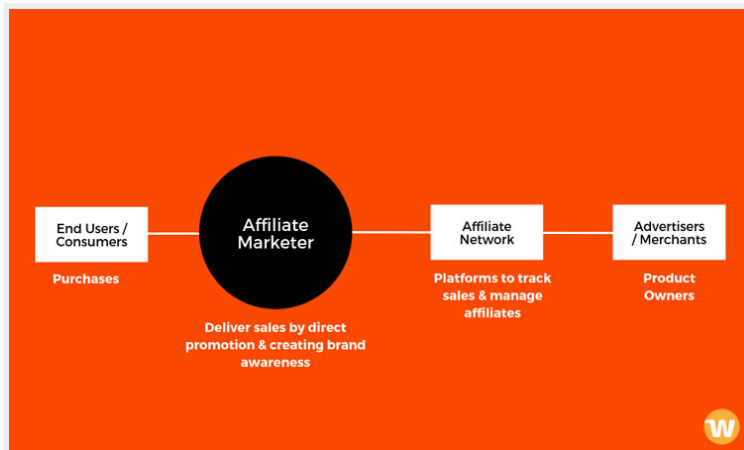 End Users /
Consumers
Purchases
Affiliate
Marketer
Deliver sales by direct
promotion & creating brand
awareness
Affiliate
Network
Platforms to track
sales & manage
affiliates
Advertisers
/ Merchants
Product
Owners
W